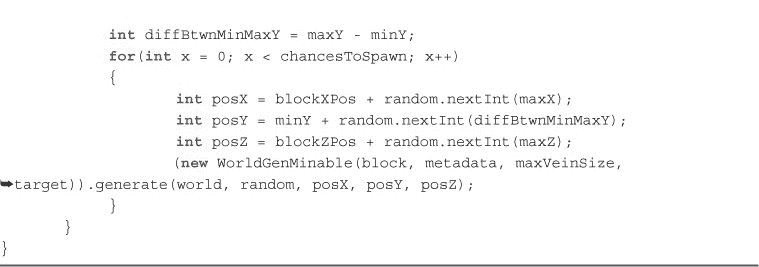 int diffBtwnMinMaxY = maxY - minY;
for(int x = 0; x < chancesToSpawn; x++)
{
int posX = blockXPos + random.nextInt(maxX);
int posY = minY + random.nextInt(diffBtwnMinMaxY);
int posZ = blockZPos + random.nextInt(maxZ);
(new WorldGenMinable(block, metadata, maxVeinSize,
➥target)).generate(world, random, posX, posY, posZ);
}
}
}